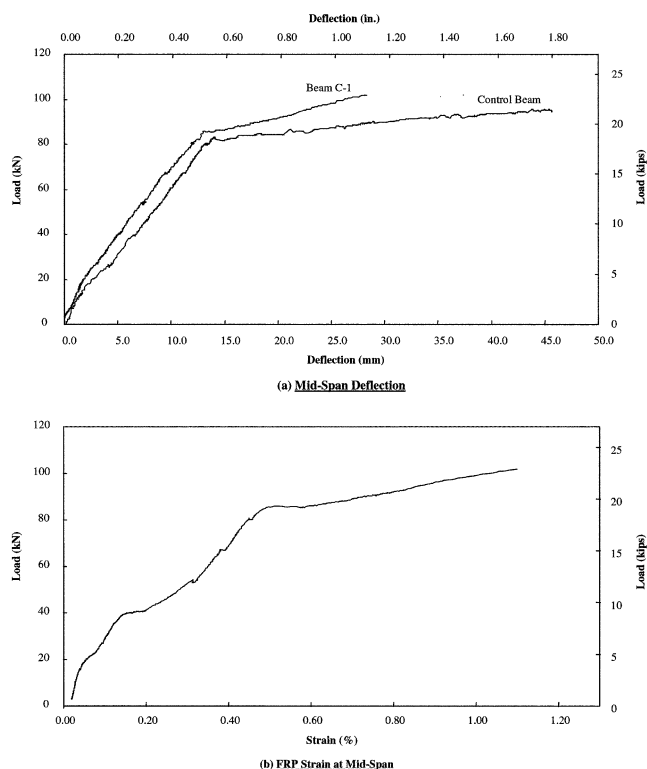 Deflection (in.)
0.00 0.20 0.40 0.60 0.80 1.00 1.20 1.40 1.60 1.80
120 100 80 60 40 20 0
Load (kN)
Beam C-1
Control Beam
25 20 15 10 5 0
Load (kips)
0.0 5.0 10.0 15.0 20.0 25.0 30.0 35.0 40.0 45.0 50.0
Deflection (mm)
(a) Mid-Span Deflection
120 100 80 60 40 20 0
Load (kN)
25 20 15 10 5 0
Load (kips)
0.00 0.20 0.40 0.60 0.80 1.00 1.20
Strain (%)
(b) FRP Strain at Mid-Span